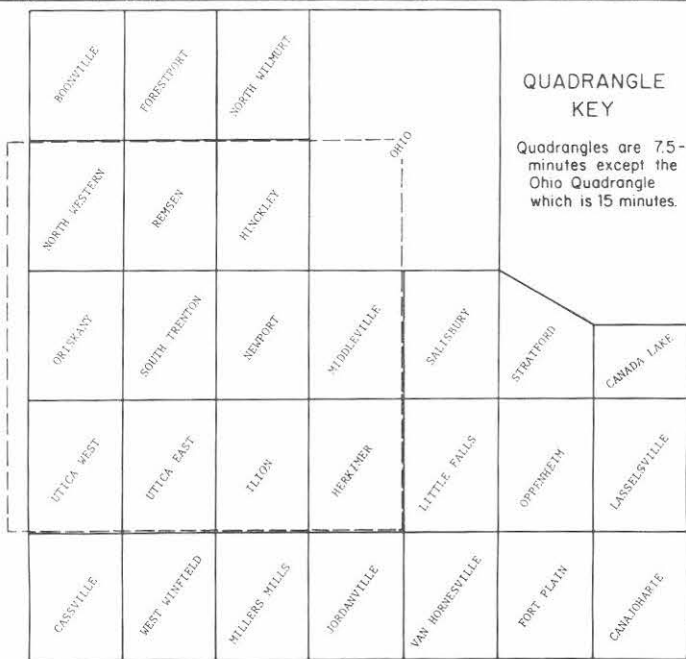 BOONVILLE
FORESTPORT
NORTH WILMURT
QUADRANGLE
KEY
Quadrangles are 7.5-
minutes except the
Ohio Quadrangle
which is 15 minutes.
OHIO
NORTH WESTERN
REMSEN
HINCKLEY
ORISKANY
SOUTH TRENTON
NEWPORT
MIDDLEVILLE
SALISBURY
STRATFORD
CANADA LAKE
UTICA WEST
UTICA EAST
ILION
HERKIMER
LITTLE FALLS
OPPENHEIM
LASSELSVILLE
CASSVILLE
WEST WINFIELD
MILLERS MILLS
JORDANVILLE
VAN HORNESVILLE
FORT PLAIN
CANAJOHARIE